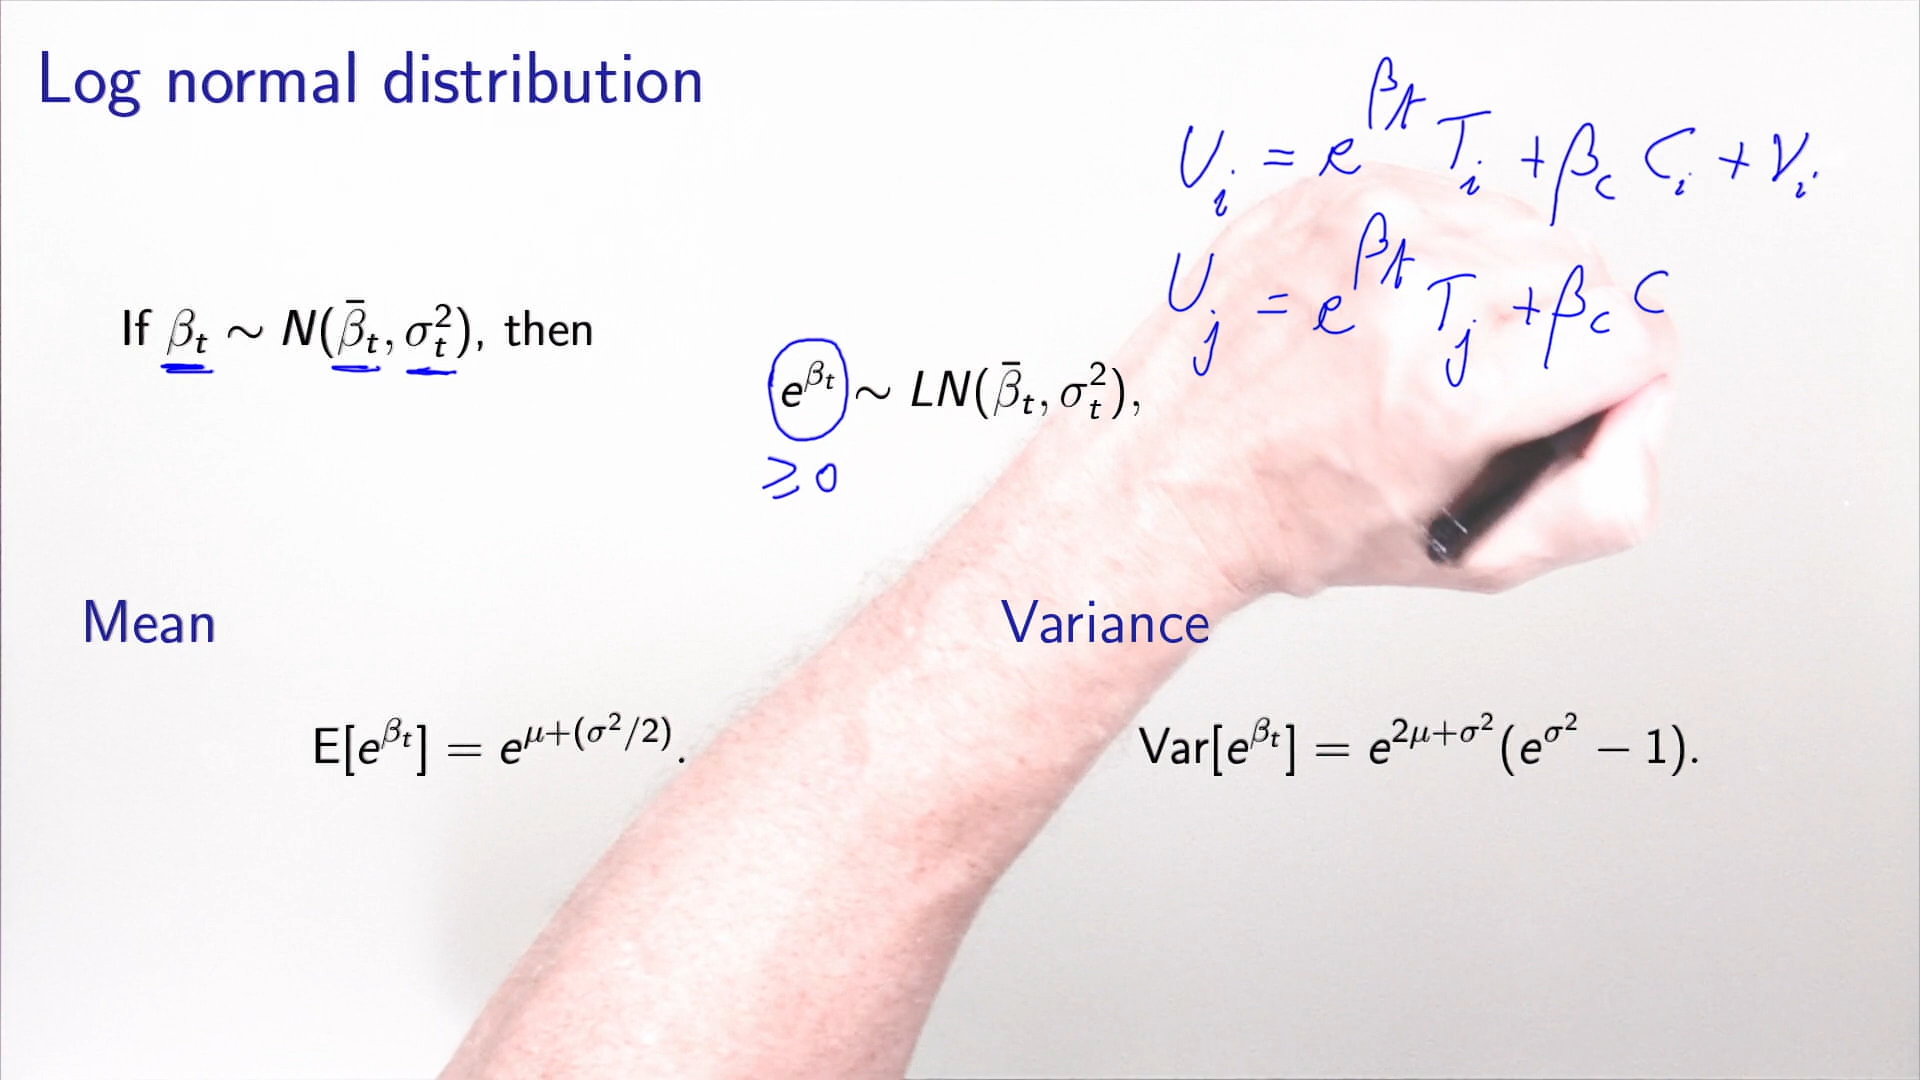 Log normal distribution
U_i = e^{β_t} T_i + β_c C_i + ν_i
U_j = e^{β_t} T_j + β_c C
If β_t ∼ N(β̄_t, σ_t^2), then
e^{β_t} ∼ LN(β̄_t, σ_t^2),
≥ 0
Mean
Variance
E[e^{β_t}] = e^{μ+(σ^2/2)}.
Var[e^{β_t}] = e^{2μ+σ^2}(e^{σ^2} − 1).